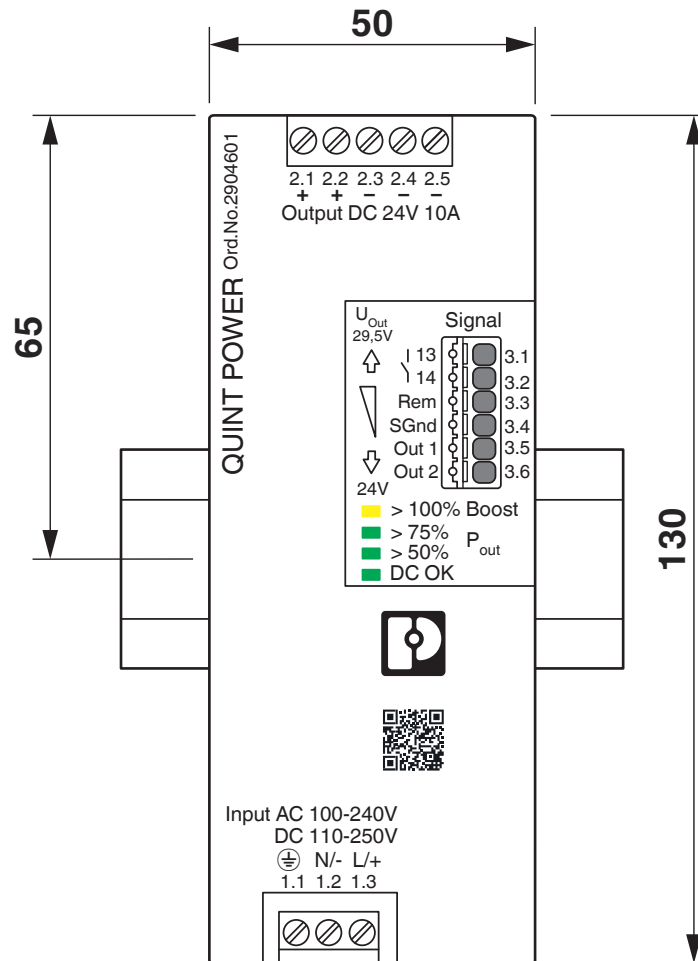 50
65
130
QUINT POWER Ord.No.2904601
2.1 2.2 2.3 2.4 2.5
+ + – – –
Output DC 24V 10A
U_Out
29,5V
Signal
13 3.1
14 3.2
Rem 3.3
SGnd 3.4
Out 1 3.5
Out 2 3.6
24V
> 100% Boost
> 75%
> 50%
P_out
DC OK
Input AC 100-240V
DC 110-250V
N/- L/+
1.1 1.2 1.3